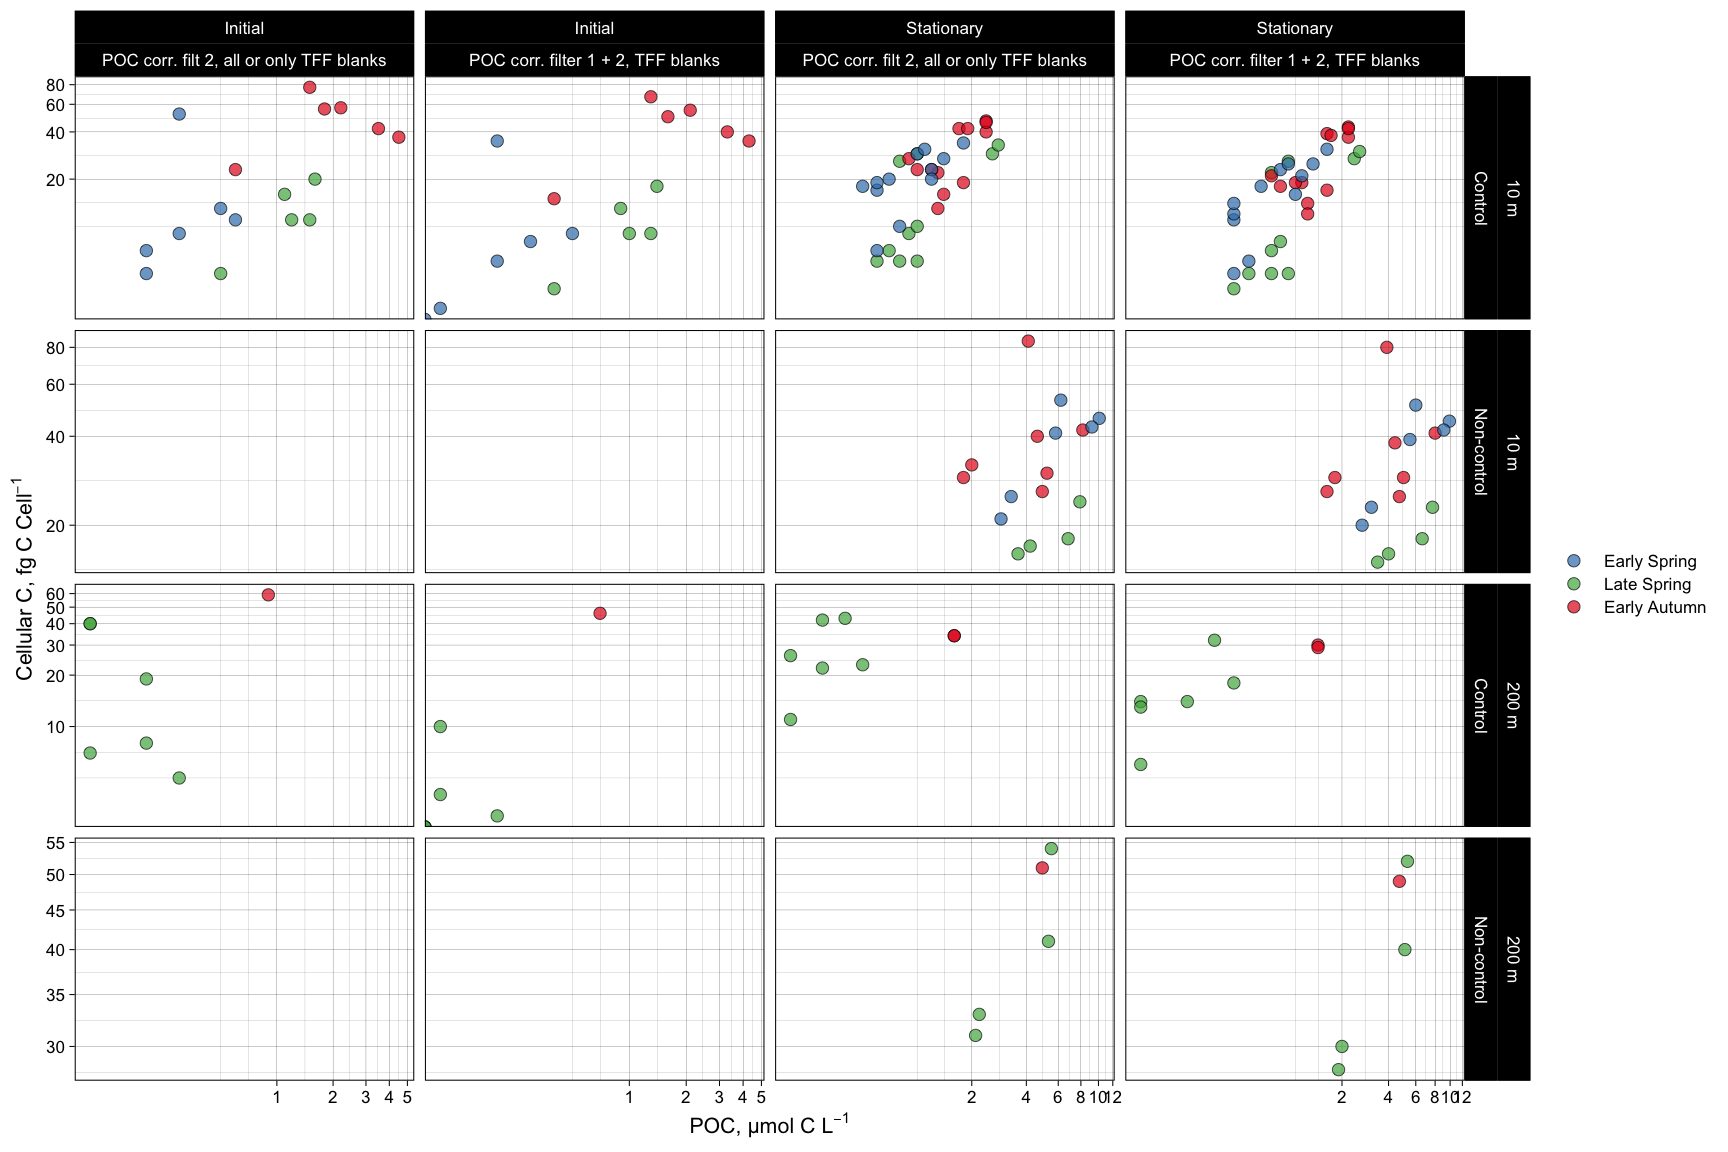 Initial
Initial
Stationary
Stationary
POC corr. filt 2, all or only TFF blanks
POC corr. filter 1 + 2, TFF blanks
POC corr. filt 2, all or only TFF blanks
POC corr. filter 1 + 2, TFF blanks
80
60
40
20
10 m
Control
80
60
40
20
10 m
Non-control
60
50
40
30
20
10
200 m
Control
55
50
45
40
35
30
200 m
Non-control
1 2 3 4 5
1 2 3 4 5
2 4 6 8 10 12
2 4 6 8 10 12
POC, μmol C L⁻¹
Cellular C, fg C Cell⁻¹
Early Spring
Late Spring
Early Autumn